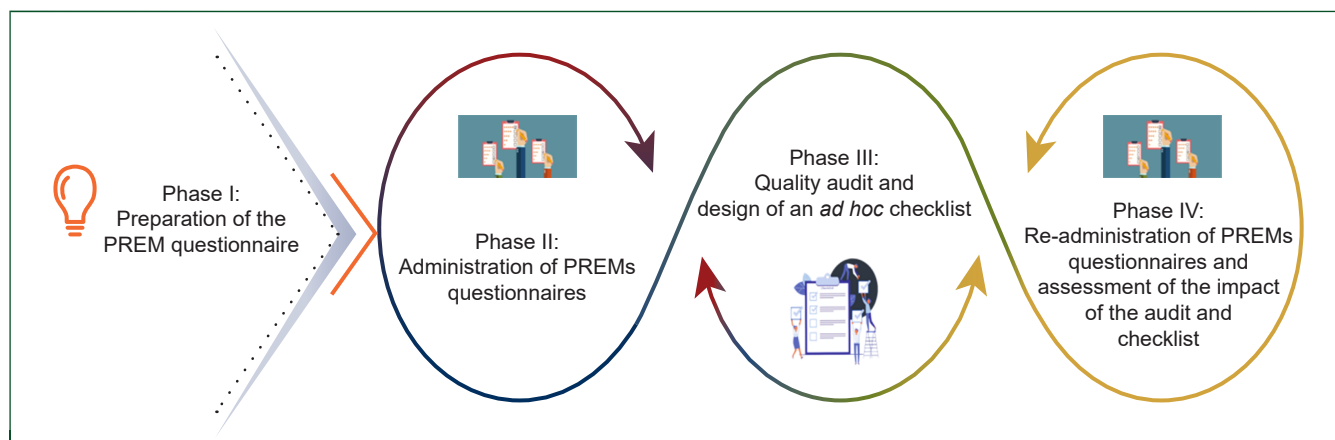 Phase I:
Preparation of the
PREM questionnaire
Phase II:
Administration of PREMs
questionnaires
Phase III:
Quality audit and
design of an ad hoc checklist
Phase IV:
Re-administration of PREMs
questionnaires and
assessment of the impact
of the audit and
checklist